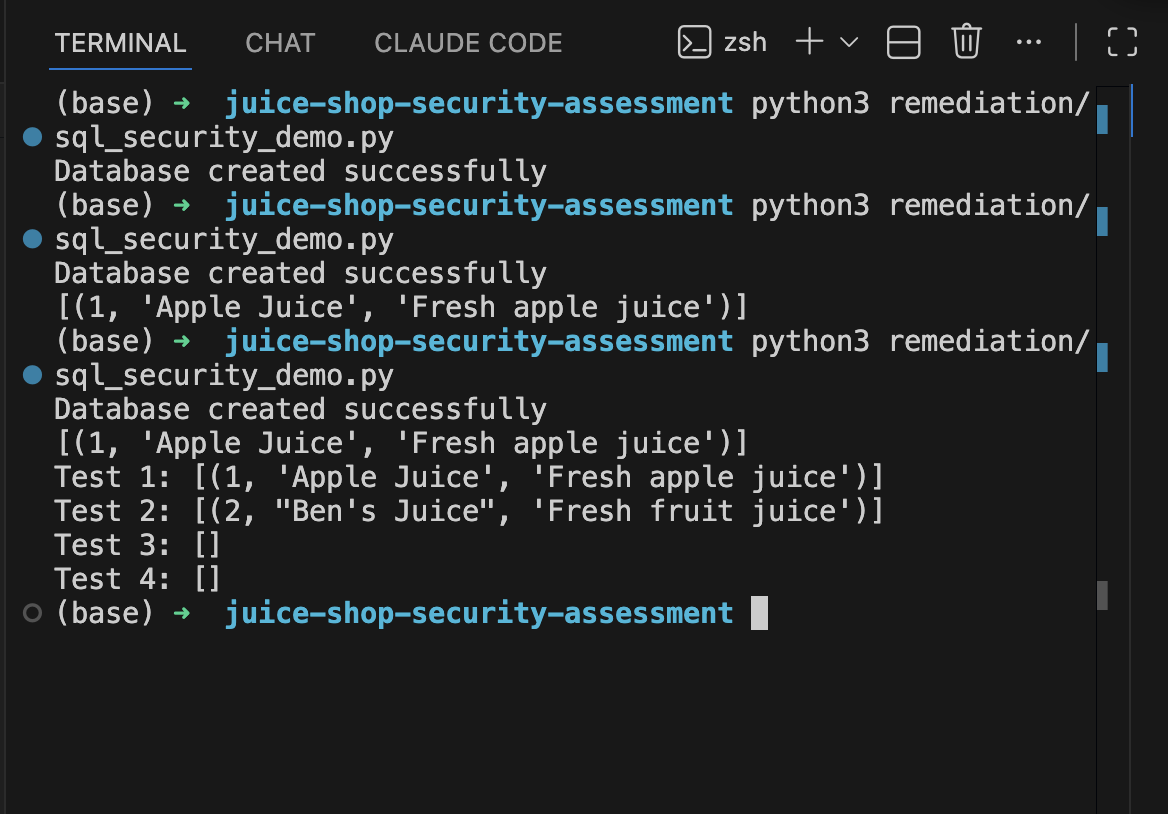 TERMINAL CHAT CLAUDE CODE zsh
(base) ➜ juice-shop-security-assessment python3 remediation/
sql_security_demo.py
Database created successfully
(base) ➜ juice-shop-security-assessment python3 remediation/
sql_security_demo.py
Database created successfully
[(1, 'Apple Juice', 'Fresh apple juice')]
(base) ➜ juice-shop-security-assessment python3 remediation/
sql_security_demo.py
Database created successfully
[(1, 'Apple Juice', 'Fresh apple juice')]
Test 1: [(1, 'Apple Juice', 'Fresh apple juice')]
Test 2: [(2, "Ben's Juice", 'Fresh fruit juice')]
Test 3: []
Test 4: []
(base) ➜ juice-shop-security-assessment